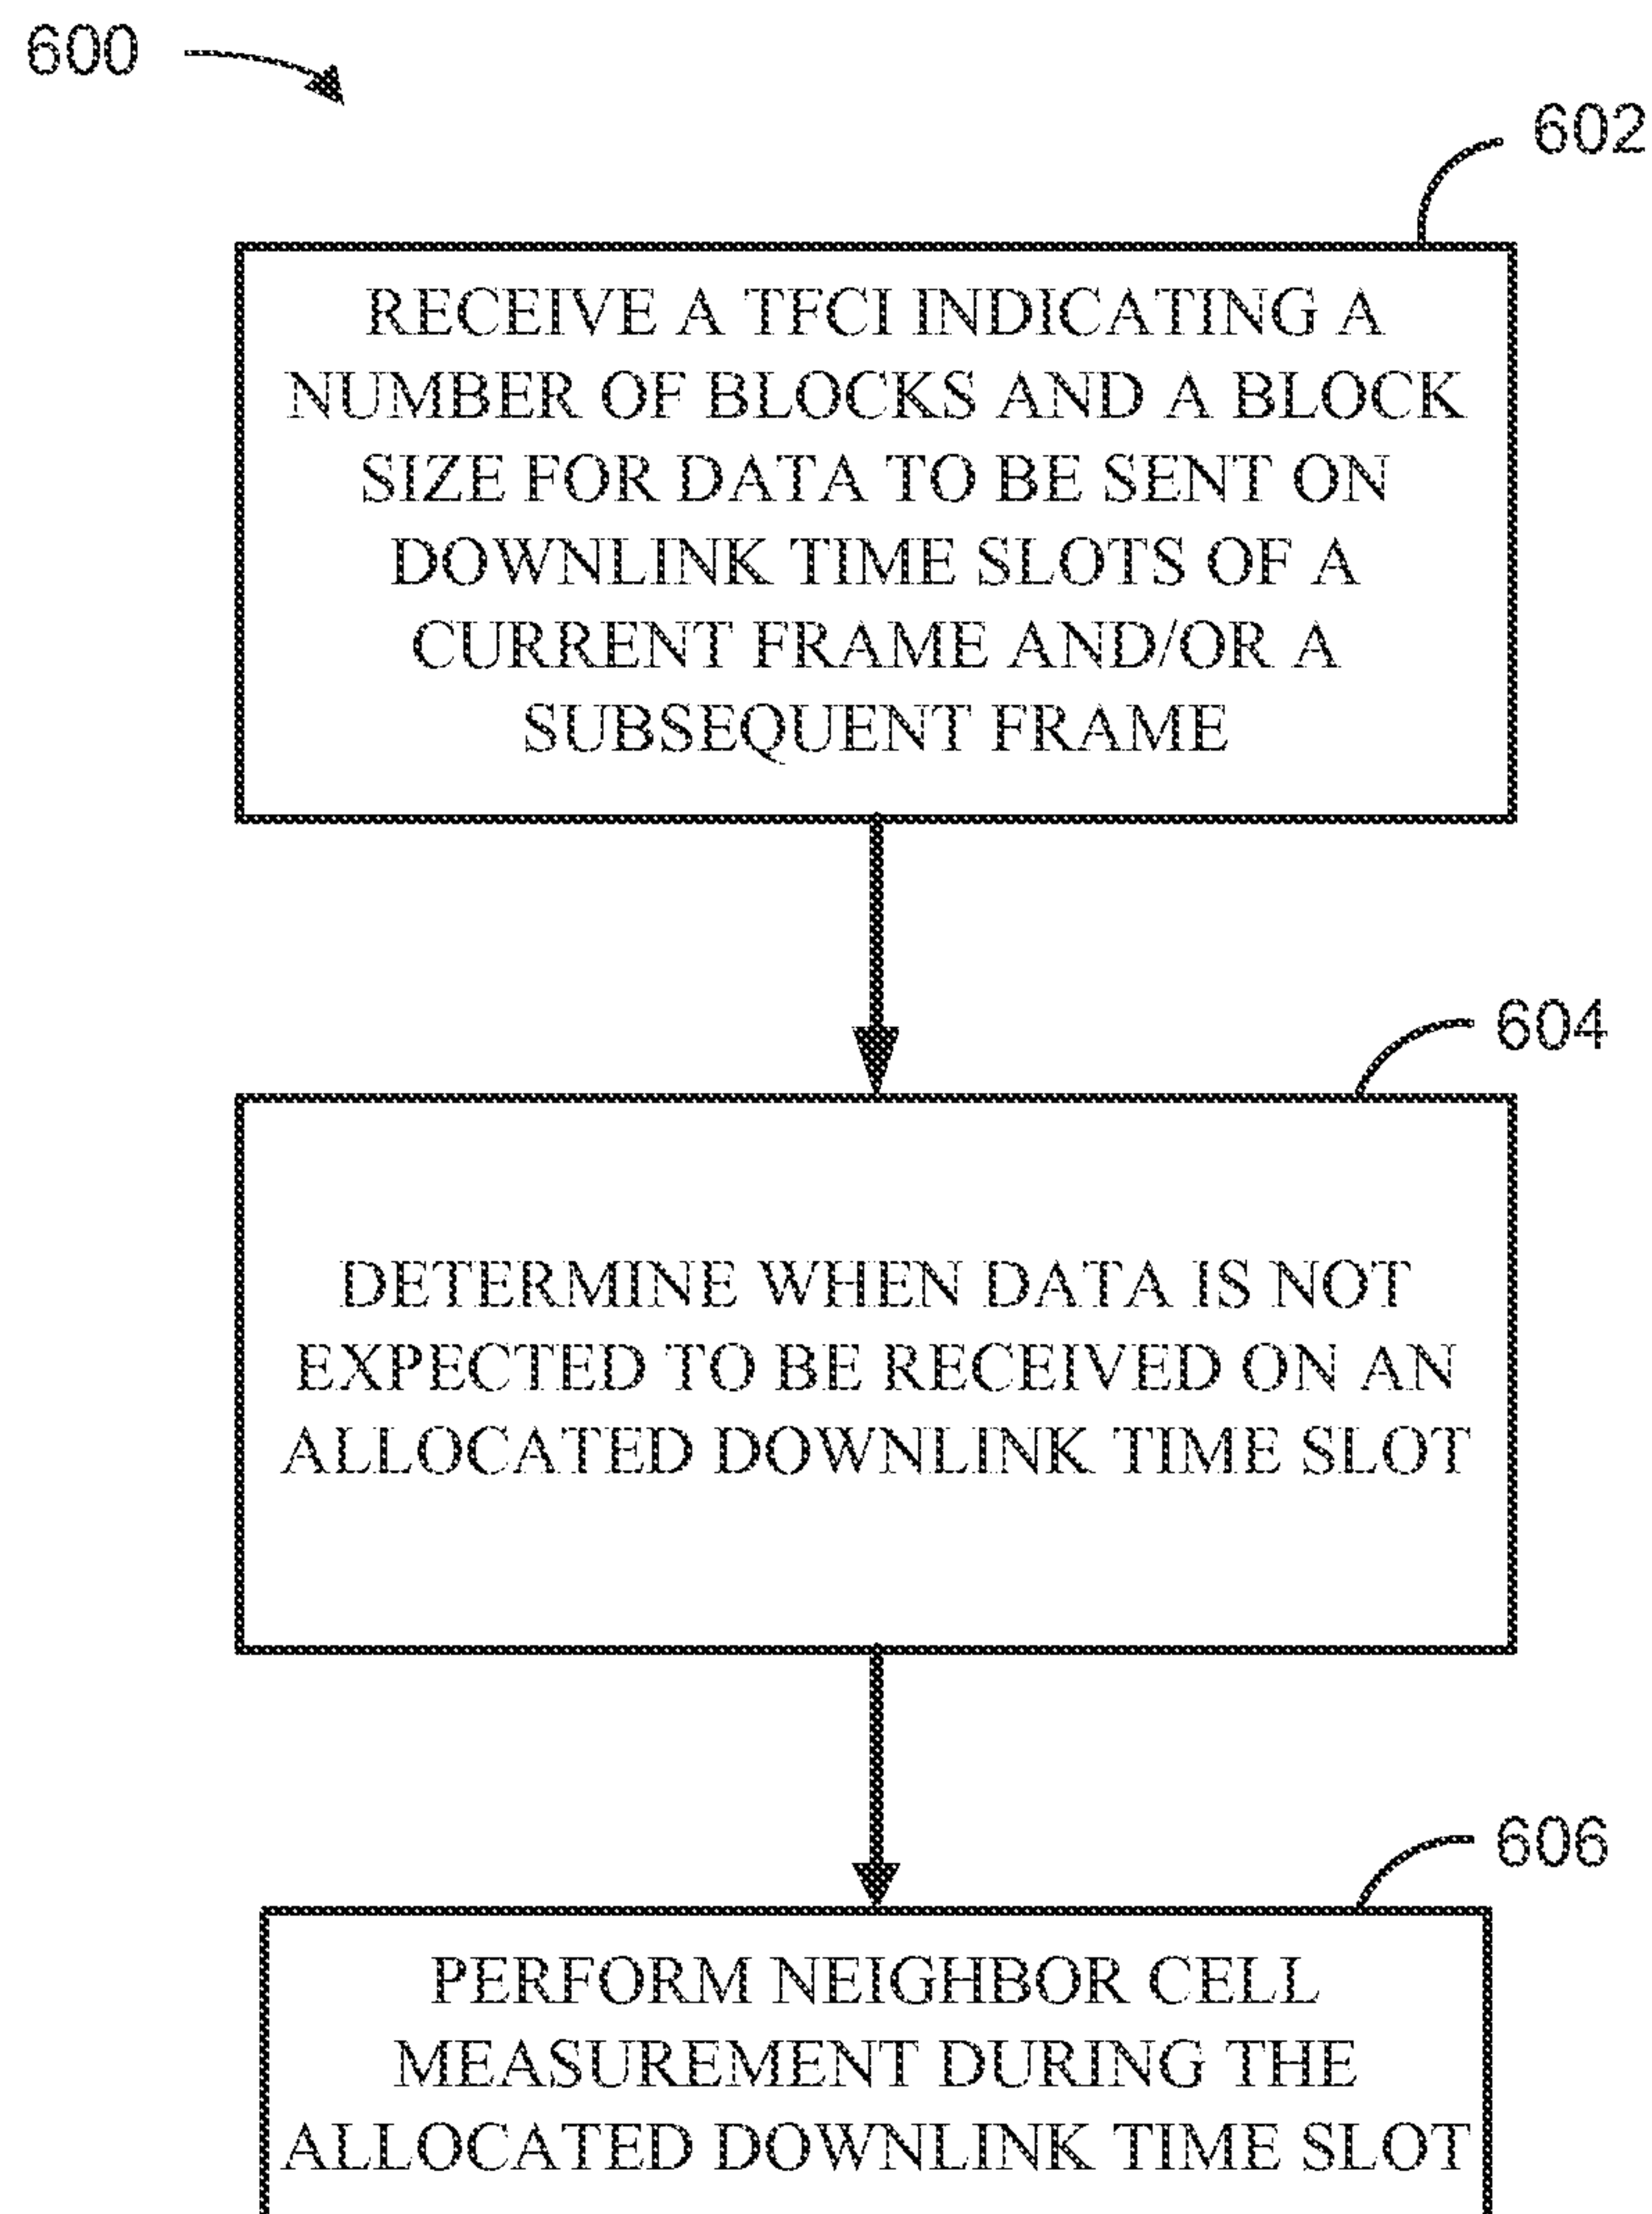 600
602
RECEIVE A TFCI INDICATING A
NUMBER OF BLOCKS AND A BLOCK
SIZE FOR DATA TO BE SENT ON
DOWNLINK TIME SLOTS OF A
CURRENT FRAME AND/OR A
SUBSEQUENT FRAME
604
DETERMINE WHEN DATA IS NOT
EXPECTED TO BE RECEIVED ON AN
ALLOCATED DOWNLINK TIME SLOT
606
PERFORM NEIGHBOR CELL
MEASUREMENT DURING THE
ALLOCATED DOWNLINK TIME SLOT